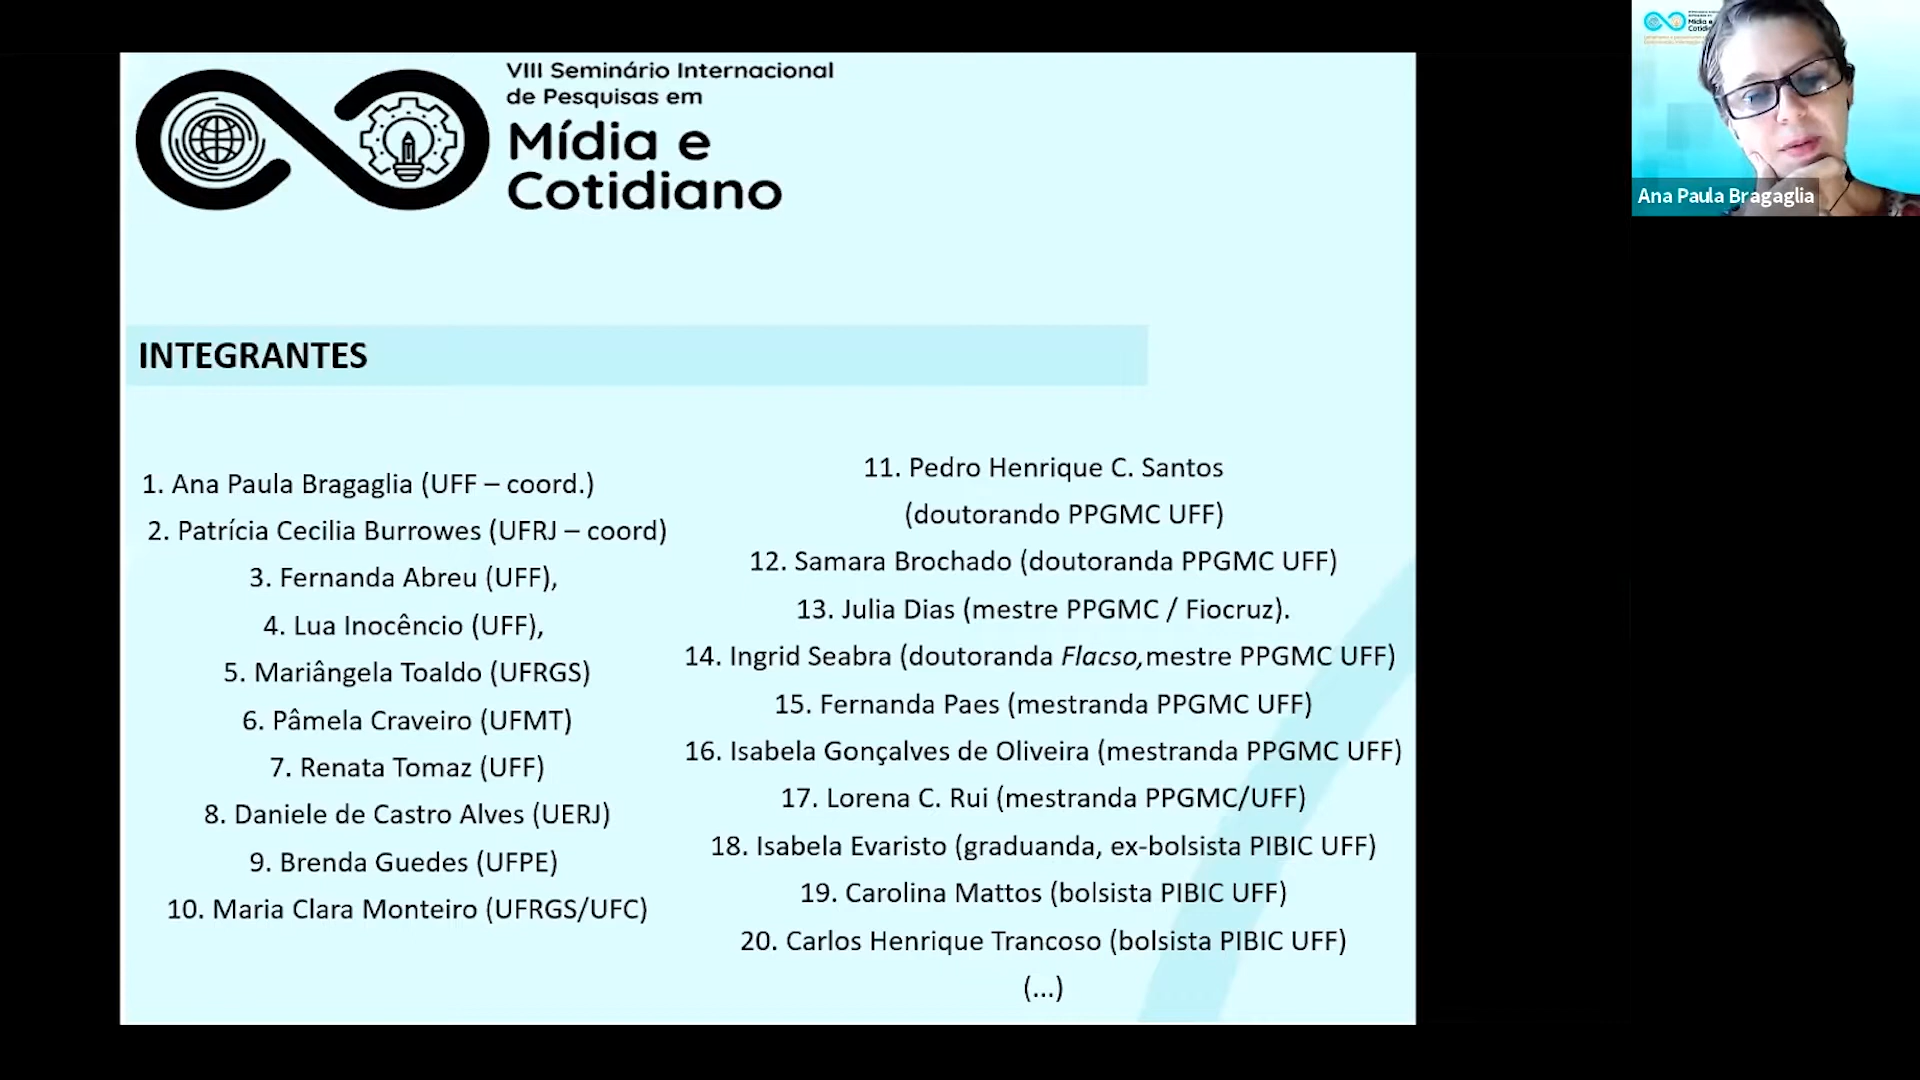 VIII Seminário Internacional
de Pesquisas em
Mídia e
Cotidiano
INTEGRANTES
1. Ana Paula Bragaglia (UFF – coord.)
2. Patrícia Cecilia Burrowes (UFRJ – coord)
3. Fernanda Abreu (UFF),
4. Lua Inocêncio (UFF),
5. Mariângela Toaldo (UFRGS)
6. Pâmela Craveiro (UFMT)
7. Renata Tomaz (UFF)
8. Daniele de Castro Alves (UERJ)
9. Brenda Guedes (UFPE)
10. Maria Clara Monteiro (UFRGS/UFC)
11. Pedro Henrique C. Santos
(doutorando PPGMC UFF)
12. Samara Brochado (doutoranda PPGMC UFF)
13. Julia Dias (mestre PPGMC / Fiocruz).
14. Ingrid Seabra (doutoranda Flacso,mestre PPGMC UFF)
15. Fernanda Paes (mestranda PPGMC UFF)
16. Isabela Gonçalves de Oliveira (mestranda PPGMC UFF)
17. Lorena C. Rui (mestranda PPGMC/UFF)
18. Isabela Evaristo (graduanda, ex-bolsista PIBIC UFF)
19. Carolina Mattos (bolsista PIBIC UFF)
20. Carlos Henrique Trancoso (bolsista PIBIC UFF)
(...)
Mídia e
Ana Paula Bragaglia